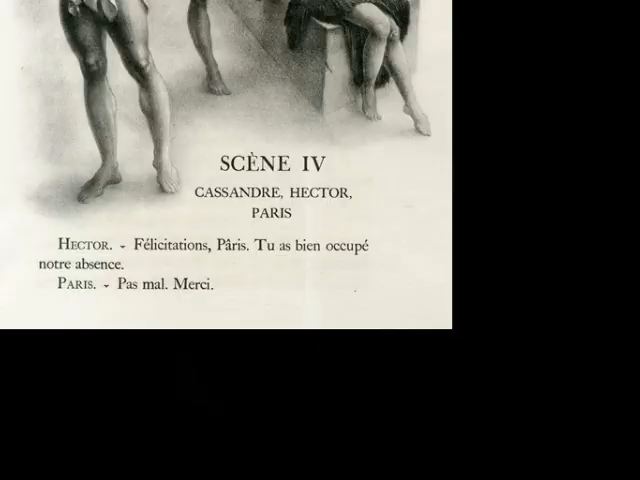 SCÈNE IV
CASSANDRE, HECTOR,
PARIS
HECTOR. - Félicitations, Pâris. Tu as bien occupé
notre absence.
PARIS. - Pas mal. Merci.